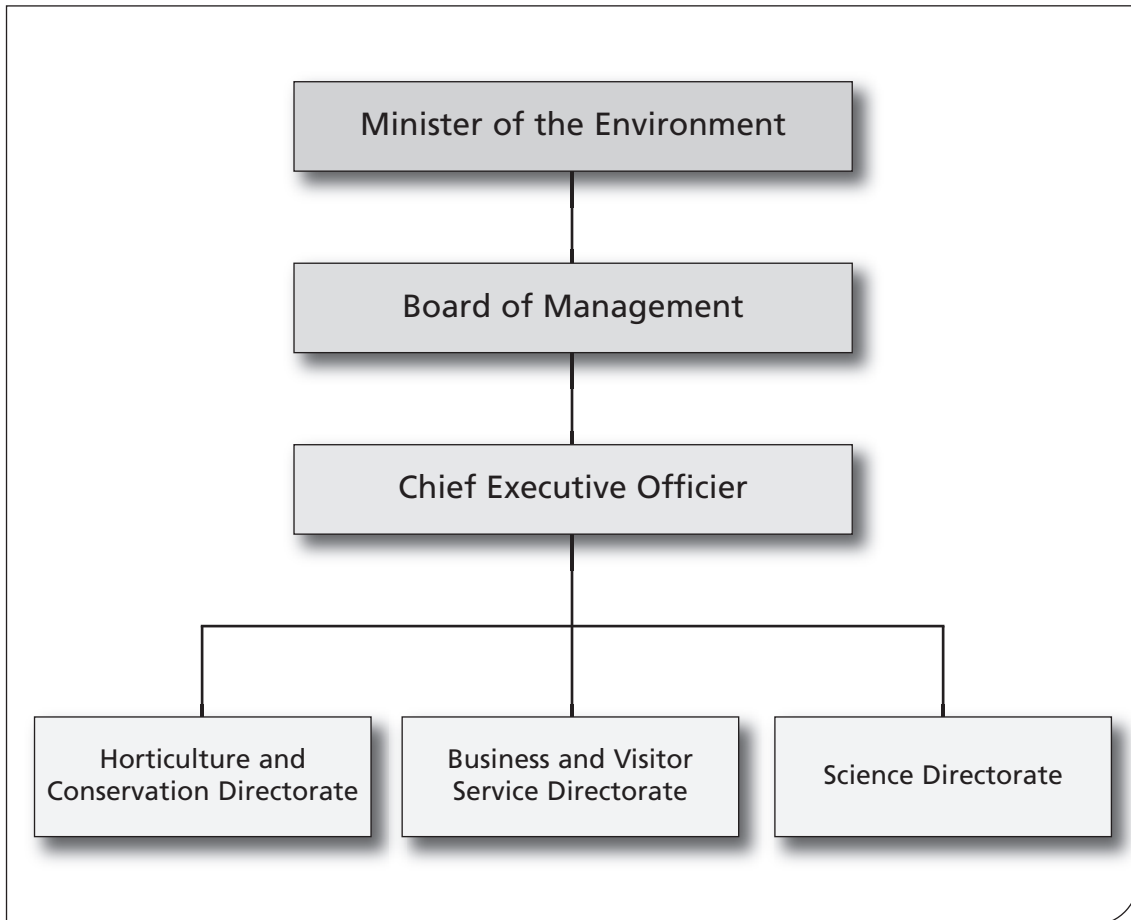 Minister of the Environment
Board of Management
Chief Executive Officier
Horticulture and
Conservation Directorate
Business and Visitor
Service Directorate
Science Directorate